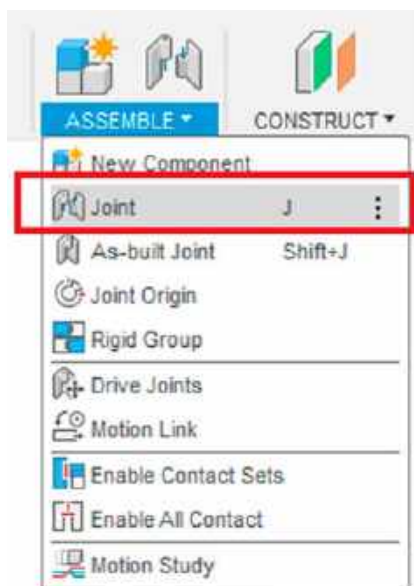 ASSEMBLE CONSTRUCT
New Component
Joint J
As-built Joint Shift+J
Joint Origin
Rigid Group
Drive Joints
Motion Link
Enable Contact Sets
Enable All Contact
Motion Study